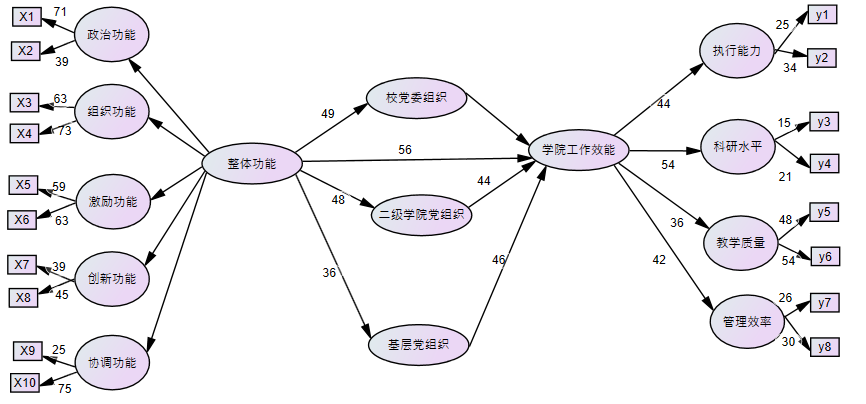 X1
71
政治功能
X2
39
X3
63
组织功能
X4
73
X5
59
激励功能
X6
63
X7
39
创新功能
X8
45
X9
25
协调功能
X10
75
整体功能
49
校党委组织
56
48
二级学院党组织
44
36
基层党组织
46
学院工作效能
44
执行能力
25
y1
34
y2
54
科研水平
15
y3
21
y4
36
教学质量
48
y5
54
y6
42
管理效率
26
y7
30
y8